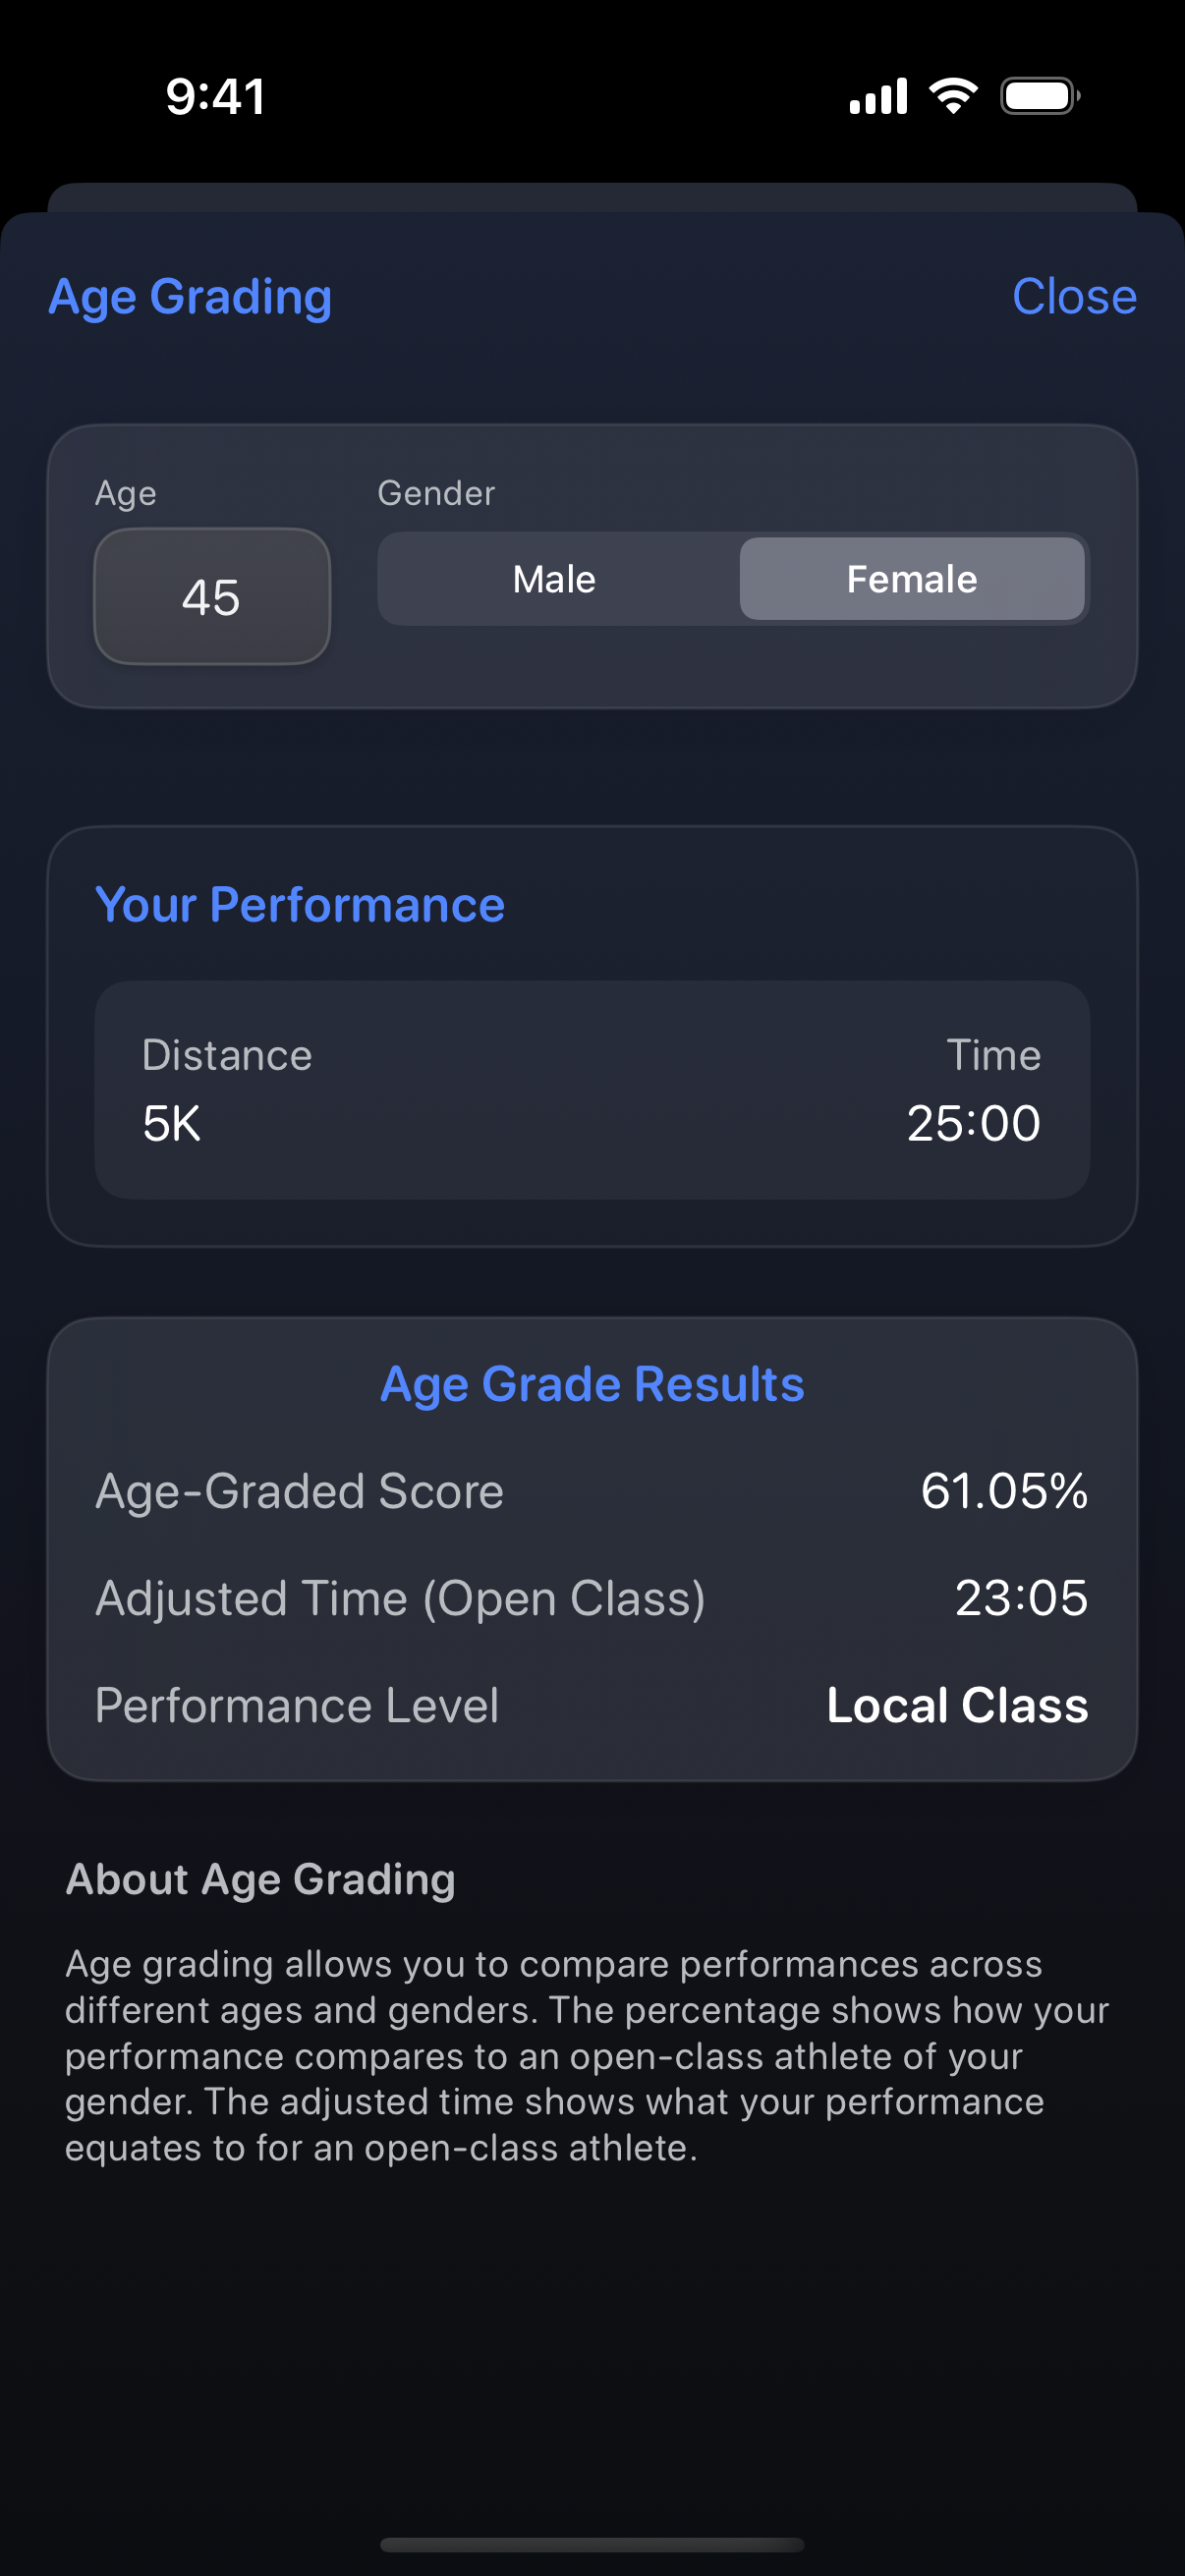 9:41
Age Grading
Close
Age
Gender
45
Male
Female
Your Performance
Distance
Time
5K
25:00
Age Grade Results
Age-Graded Score
61.05%
Adjusted Time (Open Class)
23:05
Performance Level
Local Class
About Age Grading
Age grading allows you to compare performances across
different ages and genders. The percentage shows how your
performance compares to an open-class athlete of your
gender. The adjusted time shows what your performance
equates to for an open-class athlete.